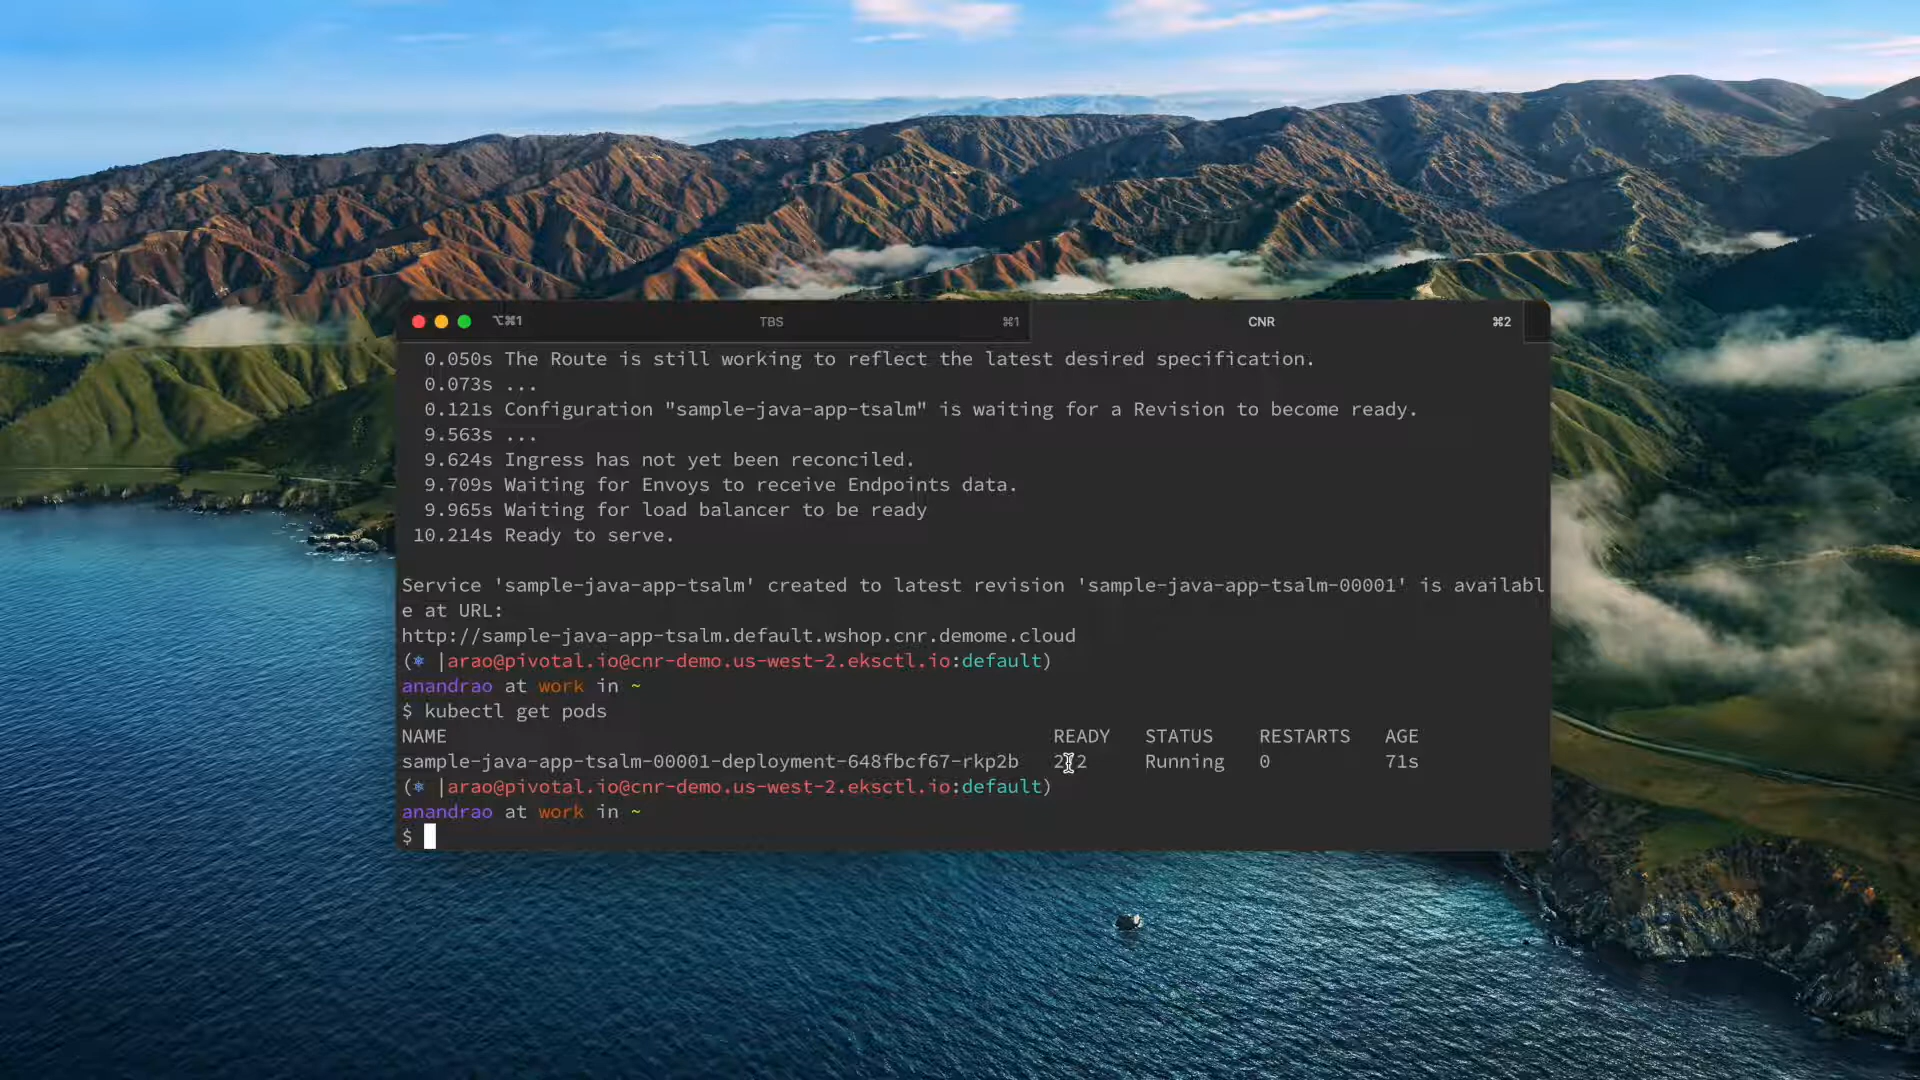 ⌥⌘1 TBS ⌘1 CNR ⌘2
0.050s The Route is still working to reflect the latest desired specification.
0.073s ...
0.121s Configuration "sample-java-app-tsalm" is waiting for a Revision to become ready.
9.563s ...
9.624s Ingress has not yet been reconciled.
9.709s Waiting for Envoys to receive Endpoints data.
9.965s Waiting for load balancer to be ready
10.214s Ready to serve.
Service 'sample-java-app-tsalm' created to latest revision 'sample-java-app-tsalm-00001' is availabl
e at URL:
http://sample-java-app-tsalm.default.wshop.cnr.demome.cloud
(⎈ |arao@pivotal.io@cnr-demo.us-west-2.eksctl.io:default)
anandrao at work in ~
$ kubectl get pods
NAME READY STATUS RESTARTS AGE
sample-java-app-tsalm-00001-deployment-648fbcf67-rkp2b 2/2 Running 0 71s
(⎈ |arao@pivotal.io@cnr-demo.us-west-2.eksctl.io:default)
anandrao at work in ~
$